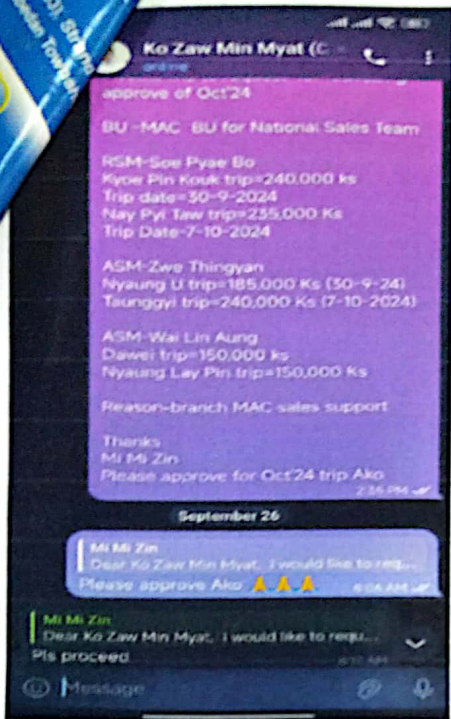 Ko Zaw Min Myat (C
online
approve of Oct'24
BU -MAC BU for National Sales Team
RSM-Soe Pyae Bo
Kyoe Pin Kouk trip=240,000 ks
Trip date=30-9-2024
Nay Pyi Taw trip=235,000 Ks
Trip Date-7-10-2024
ASM-Zwe Thingyan
Nyaung U trip=185,000 Ks (30-9-24)
Taunggyi trip=240,000 Ks (7-10-2024)
ASM-Wai Lin Aung
Dawei trip=150,000 ks
Nyaung Lay Pin trip=150,000 Ks
Reason-branch MAC sales support
Thanks
Mi Mi Zin
Please approve for Oct'24 trip Ako
2:56 PM
September 26
Mi Mi Zin
Dear Ko Zaw Min Myat, I would like to req...
Please approve Ako 🙏🙏🙏
6:06 AM
Mi Mi Zin
Dear Ko Zaw Min Myat, I would like to requ...
Pls proceed
Message